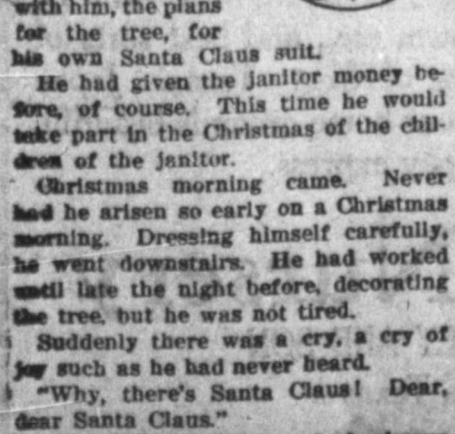 with him, the plans
for the tree, for
his own Santa Claus suit.
He had given the janitor money be-
fore, of course. This time he would
take part in the Christmas of the chil-
dren of the janitor.
Christmas morning came. Never
had he arisen so early on a Christmas
morning. Dressing himself carefully,
he went downstairs. He had worked
until late the night before, decorating
the tree, but he was not tired.
Suddenly there was a cry, a cry of
joy such as he had never heard.
"Why, there's Santa Claus! Dear,
dear Santa Claus."